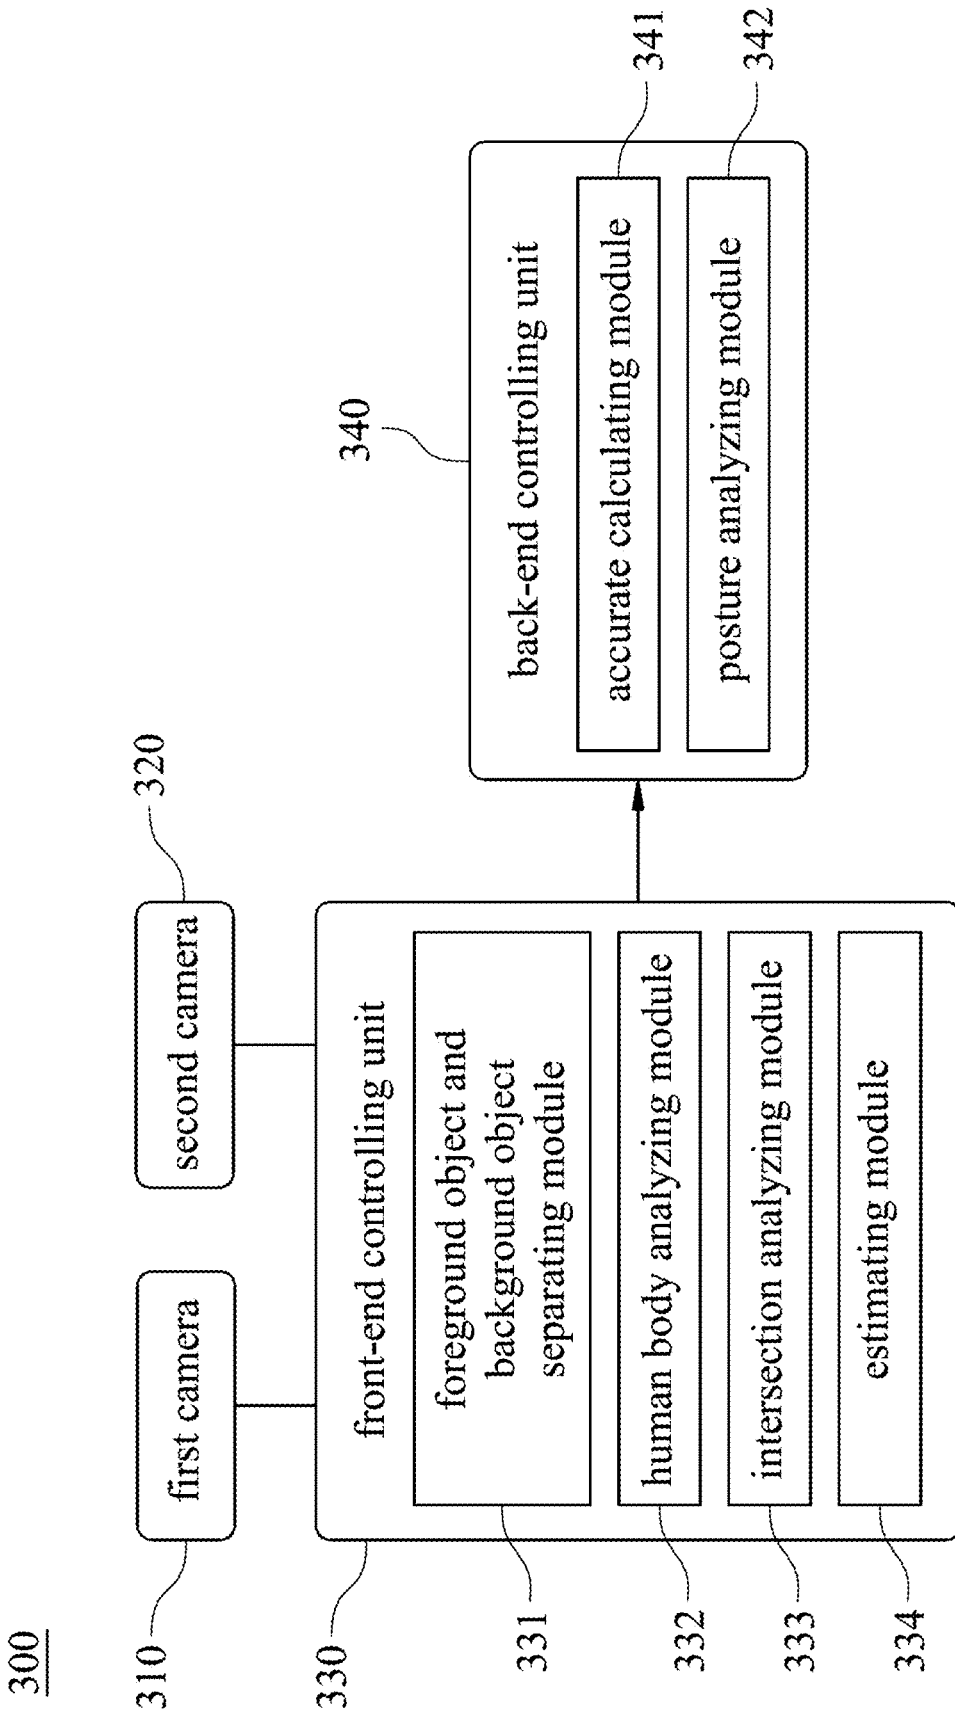 300
310
first camera
second camera
320
330
front-end controlling unit
331
foreground object and
background object
separating module
332
human body analyzing module
333
intersection analyzing module
334
estimating module
340
back-end controlling unit
accurate calculating module
341
posture analyzing module
342